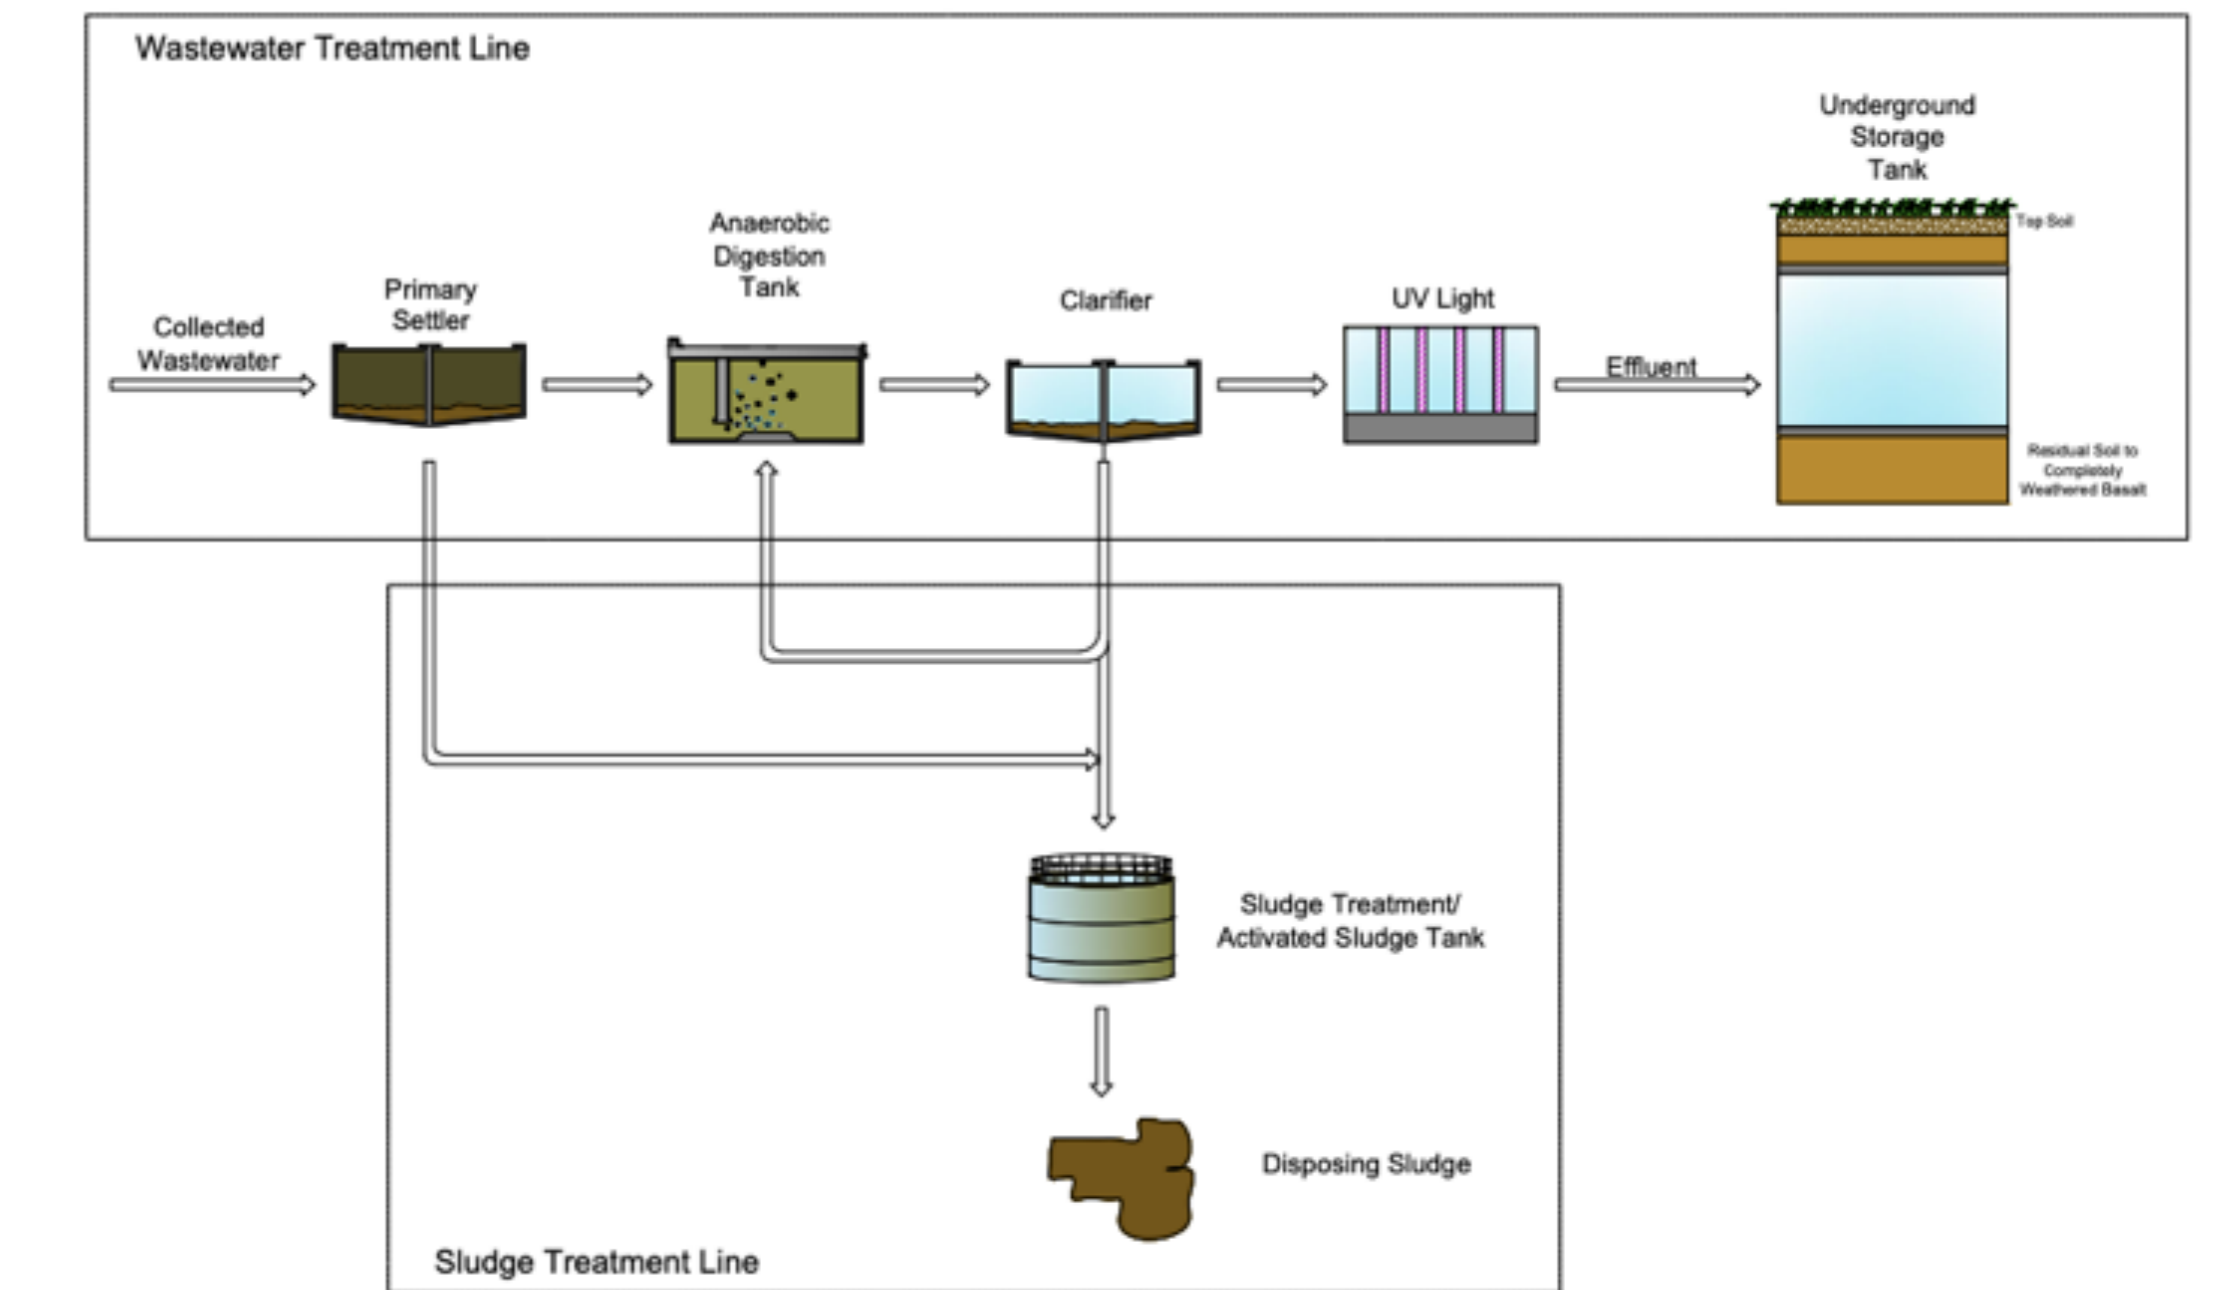 Wastewater Treatment Line
Underground
Storage
Tank
Top Soil
Anaerobic
Digestion
Tank
Primary
Settler
Clarifier
UV Light
Collected
Wastewater
Effluent
Residual Soil to
Completely
Weathered Basalt
Sludge Treatment/
Activated Sludge Tank
Disposing Sludge
Sludge Treatment Line